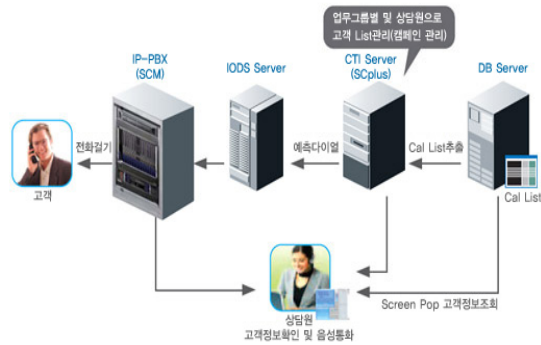 업무그룹별 및 상담원으로
고객 List관리(캠페인 관리)
IP-PBX
(SCM)
IODS Server
CTI Server
(SCplus)
DB Server
전화걸기
예측다이얼
Cal List추출
고객
Cal List
Screen Pop 고객정보조회
상담원
고객정보확인 및 음성통화